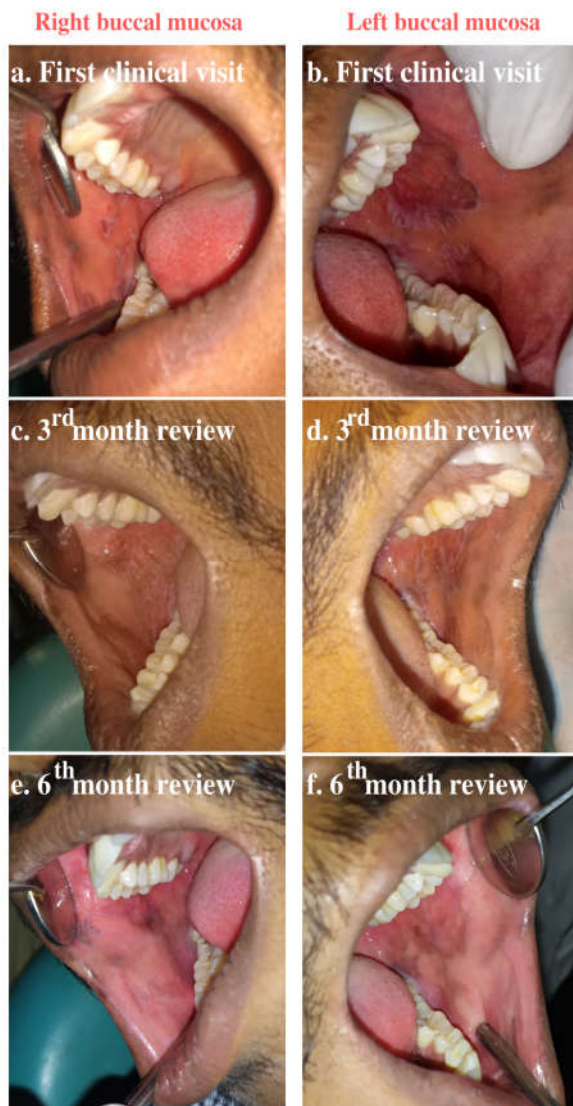 Right buccal mucosa
Left buccal mucosa
a. First clinical visit
b. First clinical visit
c. 3rd month review
d. 3rd month review
e. 6th month review
f. 6th month review